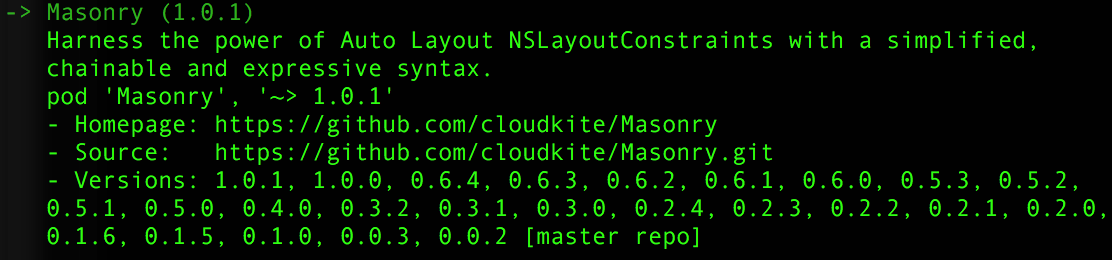 -> Masonry (1.0.1)
Harness the power of Auto Layout NSLayoutConstraints with a simplified,
chainable and expressive syntax.
pod 'Masonry', '~> 1.0.1'
- Homepage: https://github.com/cloudkite/Masonry
- Source:   https://github.com/cloudkite/Masonry.git
- Versions: 1.0.1, 1.0.0, 0.6.4, 0.6.3, 0.6.2, 0.6.1, 0.6.0, 0.5.3, 0.5.2,
0.5.1, 0.5.0, 0.4.0, 0.3.2, 0.3.1, 0.3.0, 0.2.4, 0.2.3, 0.2.2, 0.2.1, 0.2.0,
0.1.6, 0.1.5, 0.1.0, 0.0.3, 0.0.2 [master repo]